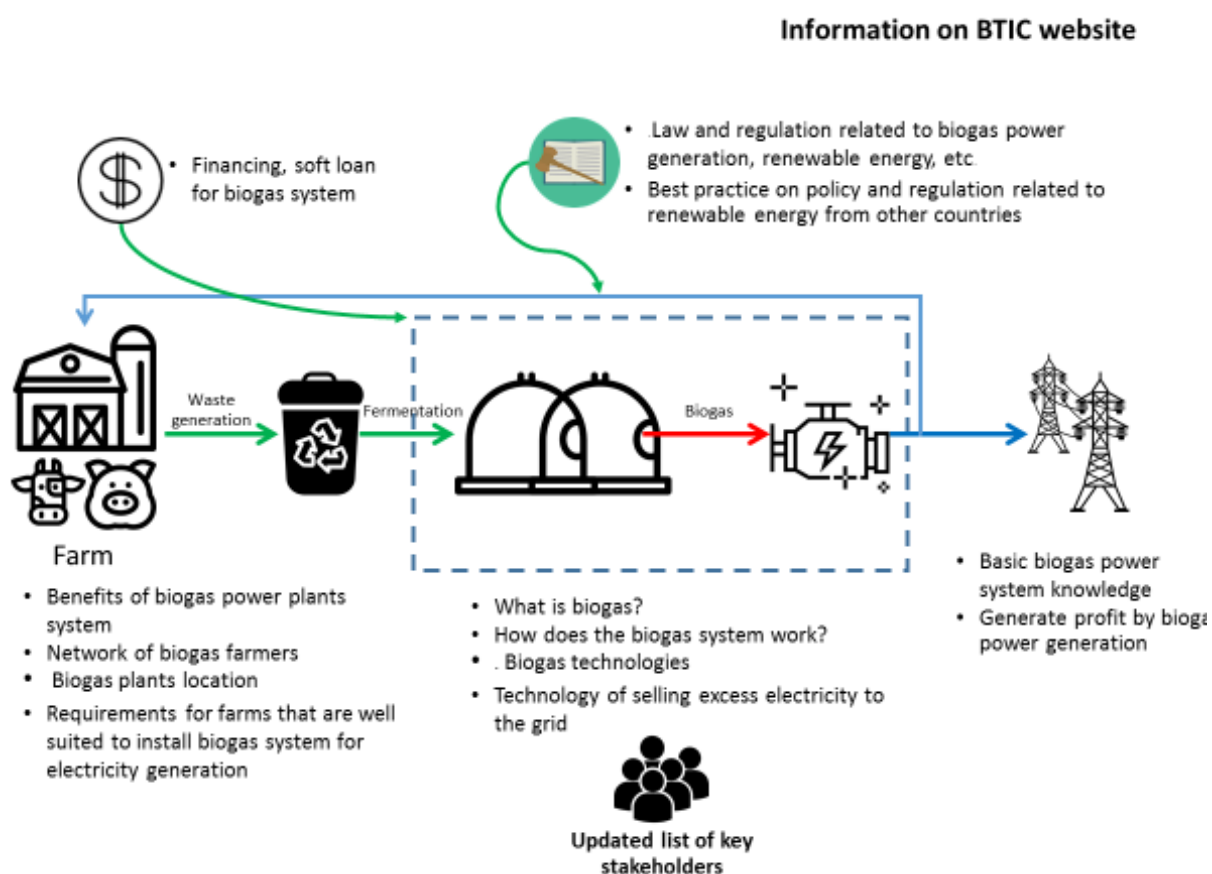 Information on BTIC website
• Financing, soft loan
for biogas system
• .Law and regulation related to biogas power
generation, renewable energy, etc
• Best practice on policy and regulation related to
renewable energy from other countries
Waste
generation
Fermentation
Biogas
Farm
• Benefits of biogas power plants
system
• Network of biogas farmers
• Biogas plants location
• Requirements for farms that are well
suited to install biogas system for
electricity generation
• What is biogas?
• How does the biogas system work?
• . Biogas technologies
• Technology of selling excess electricity to
the grid
• Basic biogas power
system knowledge
• Generate profit by bioga
power generation
Updated list of key
stakeholders